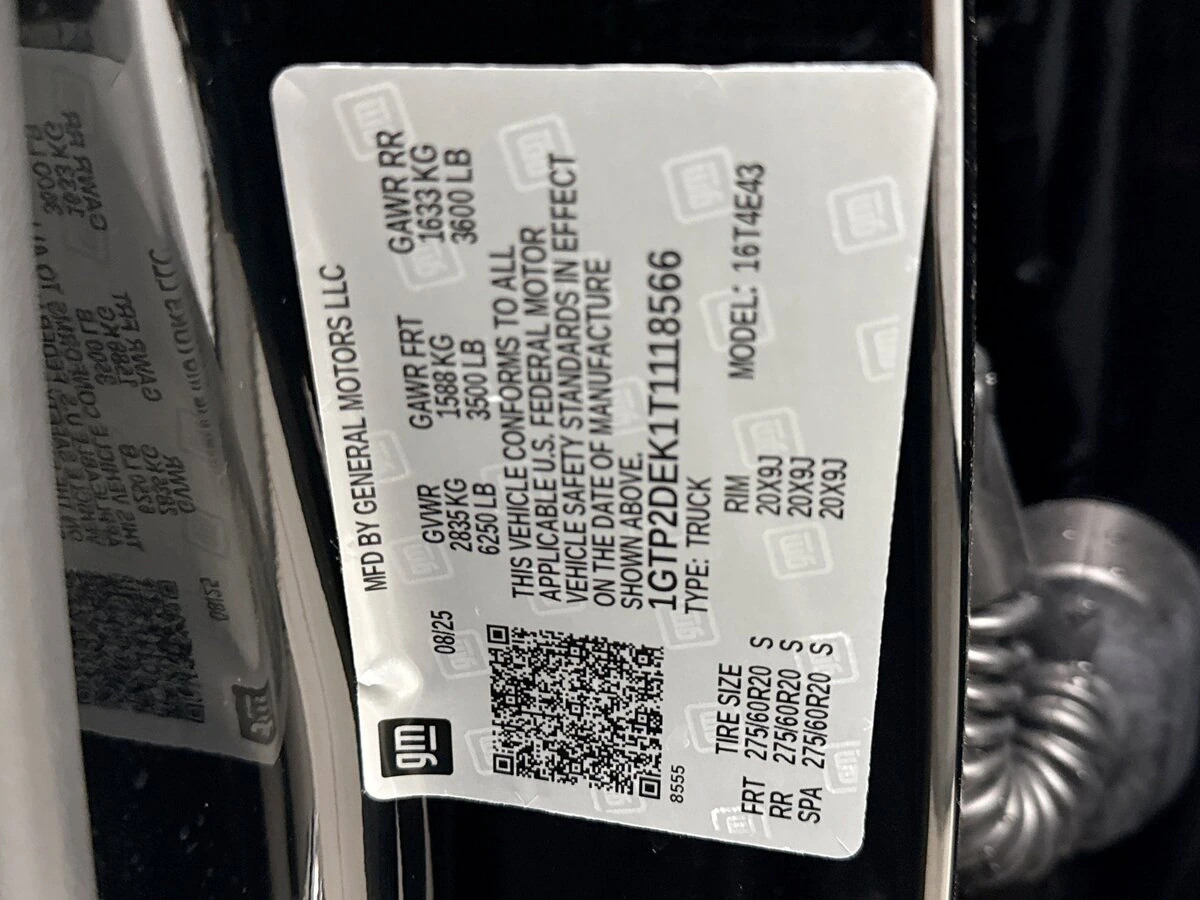 gm
MFD BY GENERAL MOTORS LLC
08/25
GVWR GAWR FRT GAWR RR
2835 KG 1588 KG 1633 KG
6250 LB 3500 LB 3600 LB
THIS VEHICLE CONFORMS TO ALL
APPLICABLE U.S. FEDERAL MOTOR
VEHICLE SAFETY STANDARDS IN EFFECT
ON THE DATE OF MANUFACTURE
SHOWN ABOVE.
1GTP2DEK1T1118566
TYPE: TRUCK
MODEL: 16T4E43
8555
TIRE SIZE RIM
FRT 275/60R20 S 20X9J
RR 275/60R20 S 20X9J
SPA 275/60R20 S 20X9J